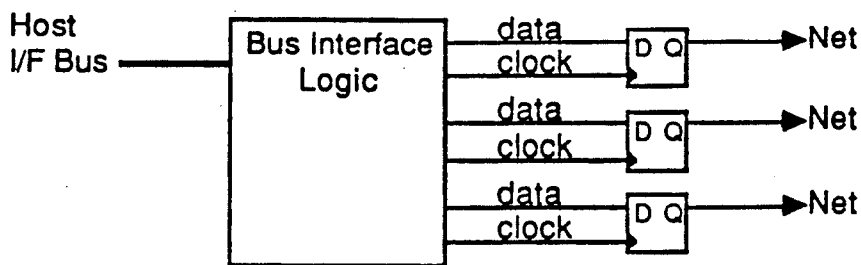 Host
I/F Bus
Bus Interface
Logic
data
clock
D Q
Net
data
clock
D Q
Net
data
clock
D Q
Net